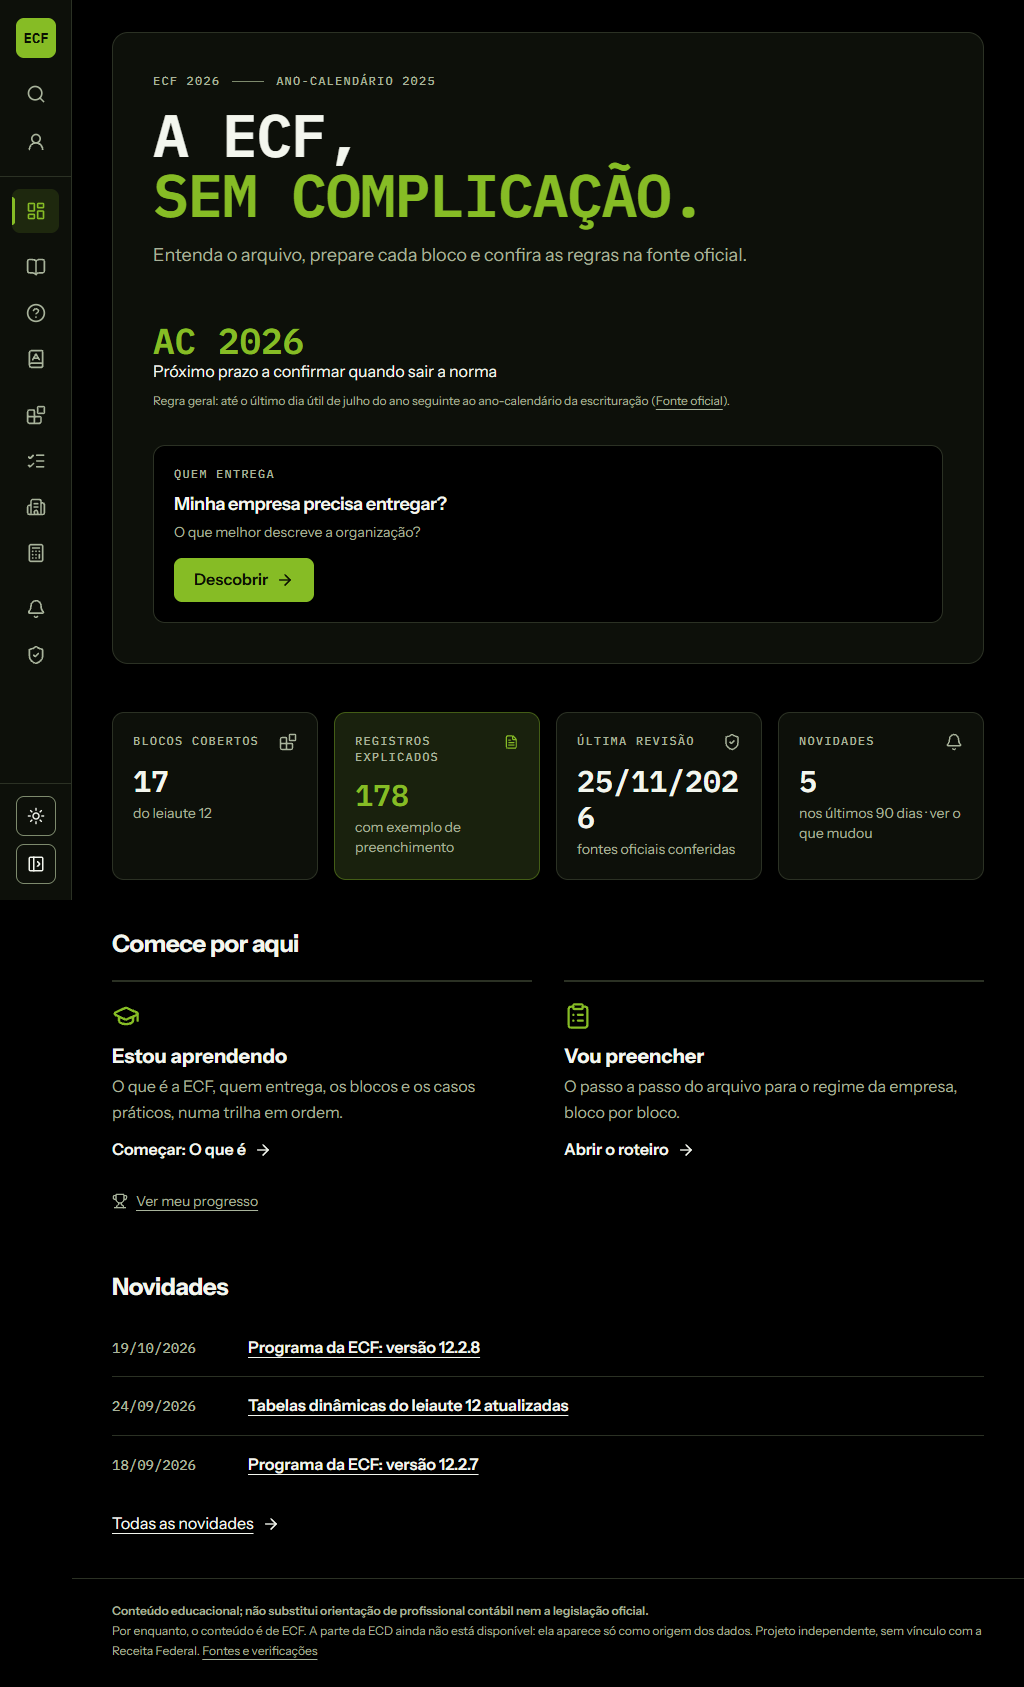 ECF
ECF 2026 —— ANO-CALENDÁRIO 2025
A ECF,
SEM COMPLICAÇÃO.
Entenda o arquivo, prepare cada bloco e confira as regras na fonte oficial.
AC 2026
Próximo prazo a confirmar quando sair a norma
Regra geral: até o último dia útil de julho do ano seguinte ao ano-calendário da escrituração (Fonte oficial).
QUEM ENTREGA
Minha empresa precisa entregar?
O que melhor descreve a organização?
Descobrir →
BLOCOS COBERTOS
17
do leiaute 12
REGISTROS
EXPLICADOS
178
com exemplo de
preenchimento
ÚLTIMA REVISÃO
25/11/202
6
fontes oficiais conferidas
NOVIDADES
5
nos últimos 90 dias · ver o
que mudou
Comece por aqui
Estou aprendendo
O que é a ECF, quem entrega, os blocos e os casos
práticos, numa trilha em ordem.
Começar: O que é →
Vou preencher
O passo a passo do arquivo para o regime da empresa,
bloco por bloco.
Abrir o roteiro →
Ver meu progresso
Novidades
19/10/2026 Programa da ECF: versão 12.2.8
24/09/2026 Tabelas dinâmicas do leiaute 12 atualizadas
18/09/2026 Programa da ECF: versão 12.2.7
Todas as novidades →
Conteúdo educacional; não substitui orientação de profissional contábil nem a legislação oficial.
Por enquanto, o conteúdo é de ECF. A parte da ECD ainda não está disponível: ela aparece só como origem dos dados. Projeto independente, sem vínculo com a
Receita Federal. Fontes e verificações